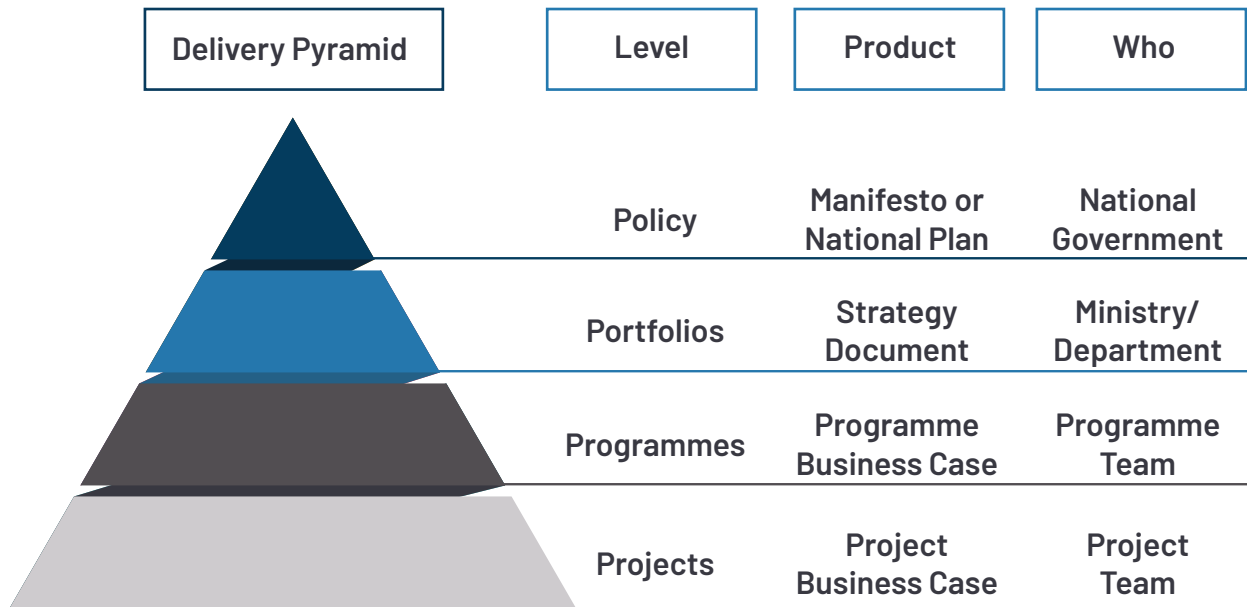 Delivery Pyramid
Level
Product
Who
Policy
Manifesto or
National Plan
National
Government
Portfolios
Strategy
Document
Ministry/
Department
Programmes
Programme
Business Case
Programme
Team
Projects
Project
Business Case
Project
Team